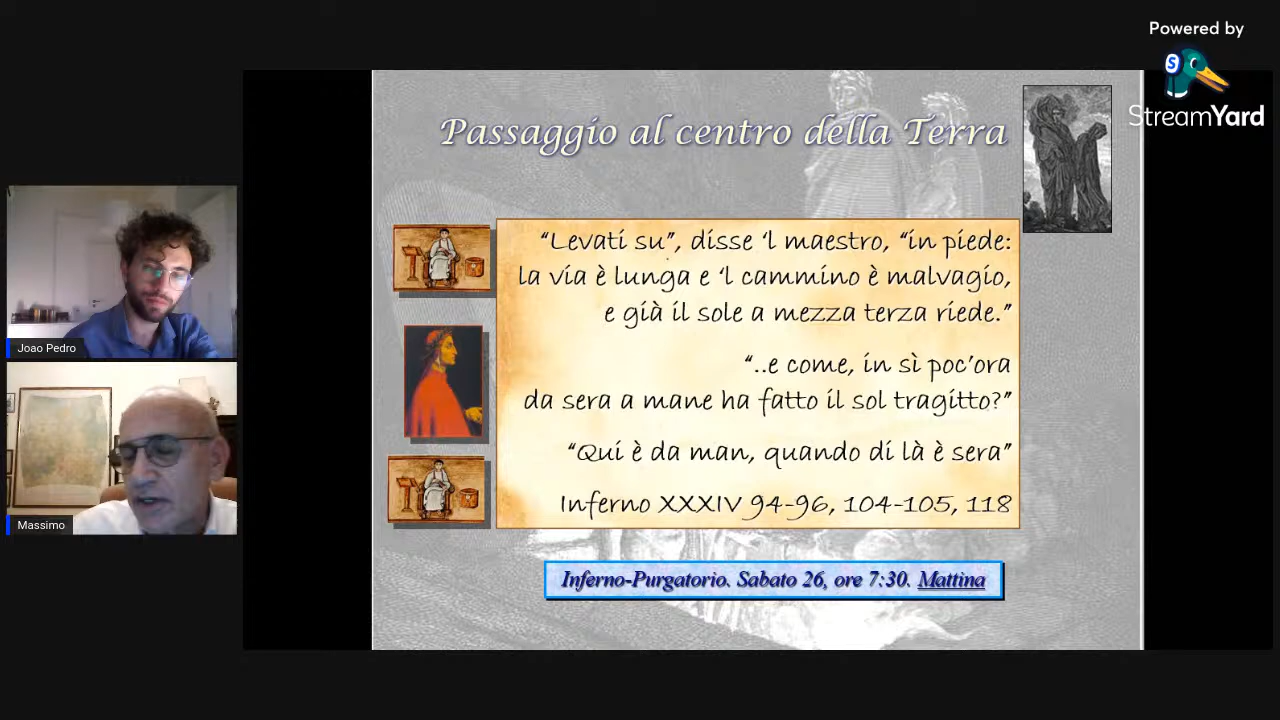 Powered by
StreamYard
Passaggio al centro della Terra
“Levati su”, disse ‘l maestro, “in piede:
la via è lunga e ‘l cammino è malvagio,
e già il sole a mezza terza riede.”
“..e come, in sì poc’ora
da sera a mane ha fatto il sol tragitto?”
“Qui è da man, quando di là è sera”
Inferno XXXIV 94-96, 104-105, 118
Inferno-Purgatorio. Sabato 26, ore 7:30. Mattina
Joao Pedro
Massimo